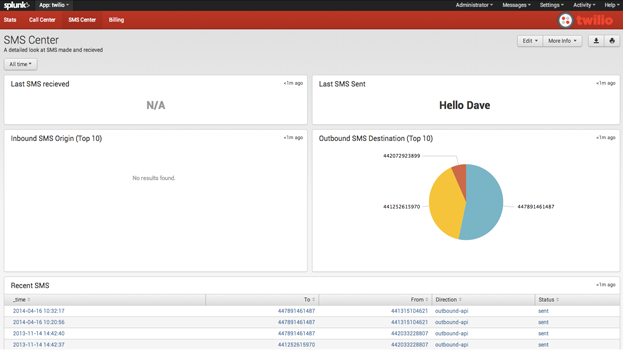 splunk> App: twilio Administrator Messages Settings Activity Help
Stats Call Center SMS Center Billing twilio
SMS Center
A detailed look at SMS made and recieved
Edit More Info
All time
Last SMS recieved <1m ago
N/A
Last SMS Sent <1m ago
Hello Dave
Inbound SMS Origin (Top 10) <1m ago
No results found.
Outbound SMS Destination (Top 10) <1m ago
442072923899
441252615970
447891461487
Recent SMS <1m ago
_time To From Direction Status
2014-04-16 10:32:17 447891461487 441315104621 outbound-api sent
2014-04-16 10:20:56 447891461487 441315104621 outbound-api sent
2013-11-14 14:42:40 447891461487 442033228807 outbound-api sent
2013-11-14 14:42:37 441252615970 442033228807 outbound-api sent